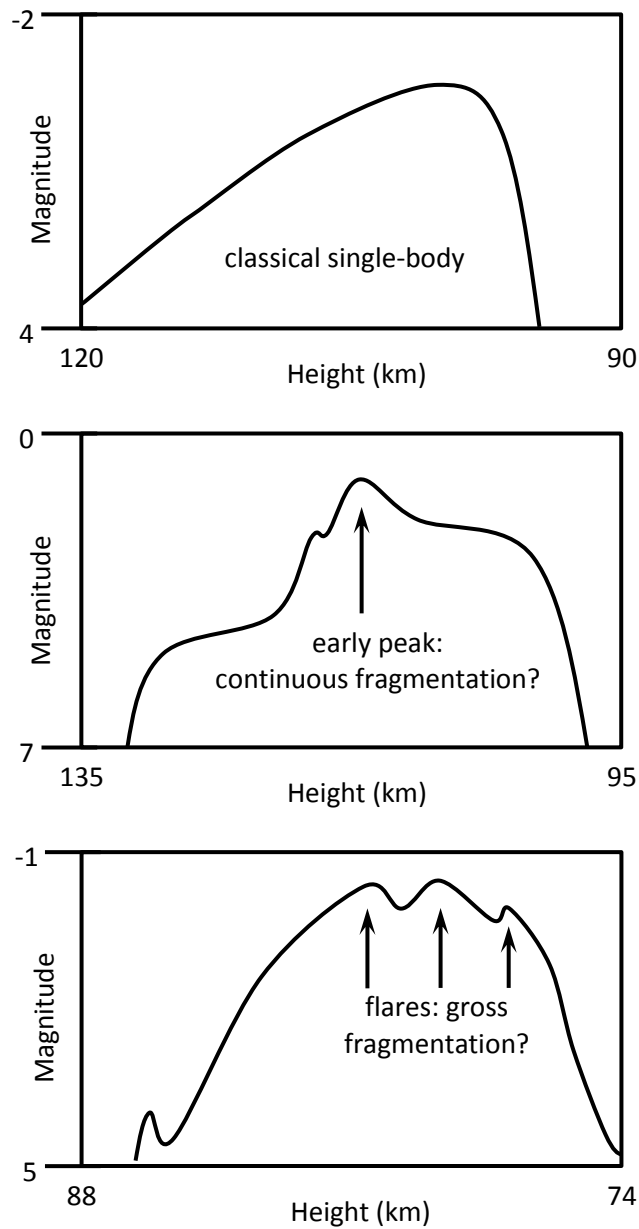 -2
Magnitude
classical single-body
4
120
90
Height (km)
0
Magnitude
early peak:
continuous fragmentation?
7
135
95
Height (km)
-1
Magnitude
flares: gross
fragmentation?
5
88
74
Height (km)